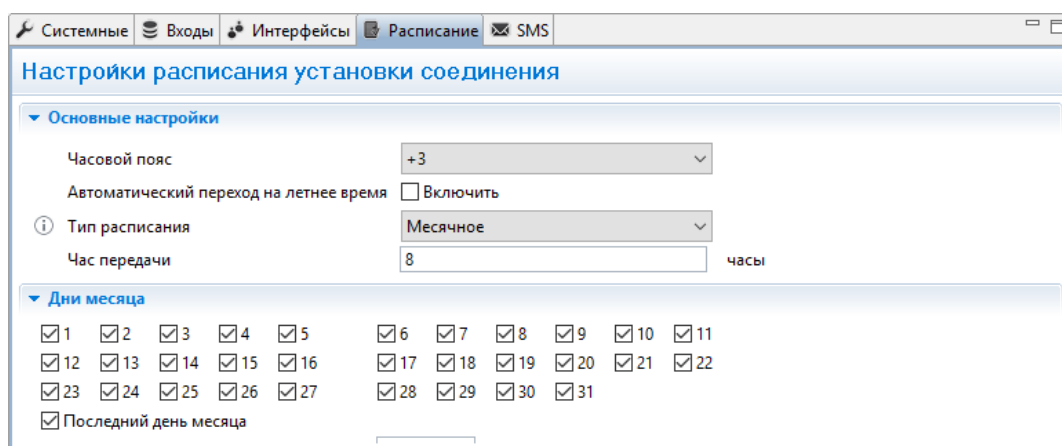 Системные Входы Интерфейсы Расписание SMS
Настройки расписания установки соединения
Основные настройки
Часовой пояс +3
Автоматический переход на летнее время Включить
Тип расписания Месячное
Час передачи 8 часы
Дни месяца
1 2 3 4 5 6 7 8 9 10 11
12 13 14 15 16 17 18 19 20 21 22
23 24 25 26 27 28 29 30 31
Последний день месяца